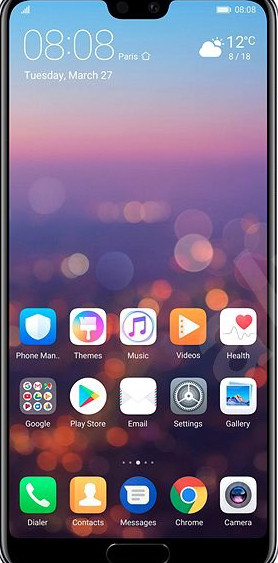 08:08
08:08
Paris
12°C
8 / 18
Tuesday, March 27
Phone Man..
Themes
Music
Videos
Health
Google
Play Store
Email
Settings
Gallery
Dialer
Contacts
Messages
Chrome
Camera